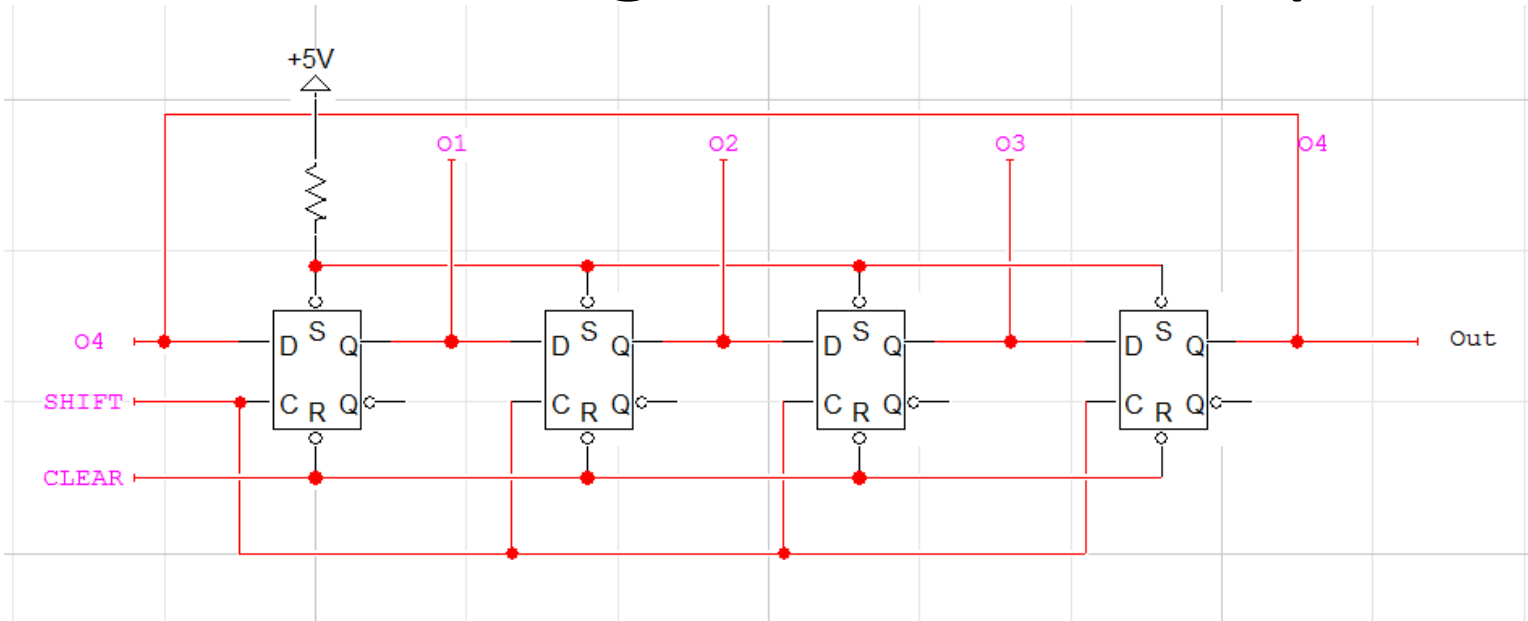 +5V
O1 O2 O3 O4
O4 D S Q D S Q D S Q D S Q Out
SHIFT C R Q C R Q C R Q C R Q
CLEAR